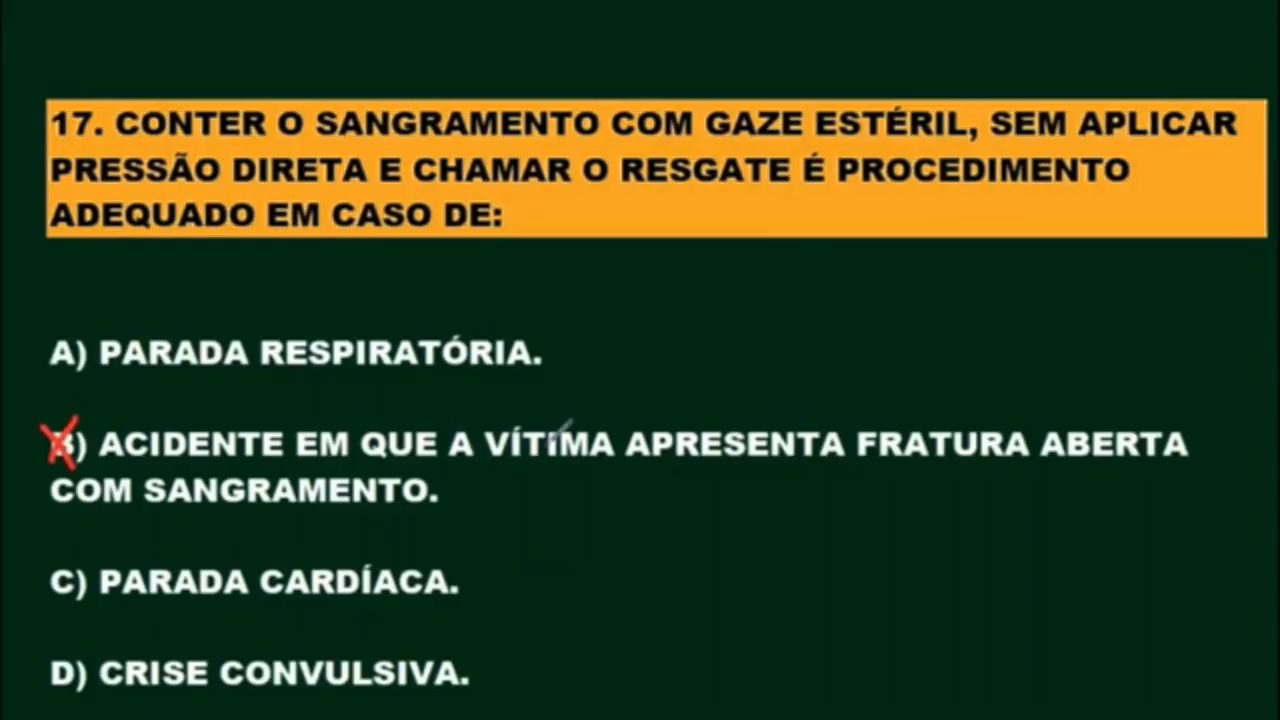 17. CONTER O SANGRAMENTO COM GAZE ESTÉRIL, SEM APLICAR
PRESSÃO DIRETA E CHAMAR O RESGATE É PROCEDIMENTO
ADEQUADO EM CASO DE:
A) PARADA RESPIRATÓRIA.
B) ACIDENTE EM QUE A VÍTIMA APRESENTA FRATURA ABERTA
COM SANGRAMENTO.
C) PARADA CARDÍACA.
D) CRISE CONVULSIVA.